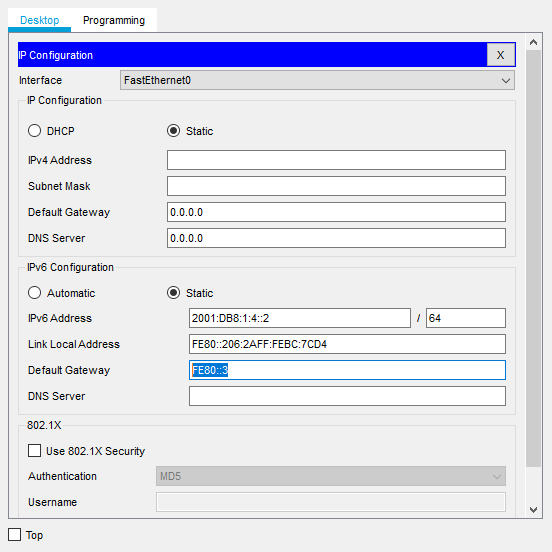 Desktop Programming
IP Configuration X
Interface FastEthernet0
IP Configuration
DHCP Static
IPv4 Address
Subnet Mask
Default Gateway 0.0.0.0
DNS Server 0.0.0.0
IPv6 Configuration
Automatic Static
IPv6 Address 2001:DB8:1:4::2 / 64
Link Local Address FE80::206:2AFF:FEBC:7CD4
Default Gateway FE80::3
DNS Server
802.1X
Use 802.1X Security
Authentication MD5
Username
Top